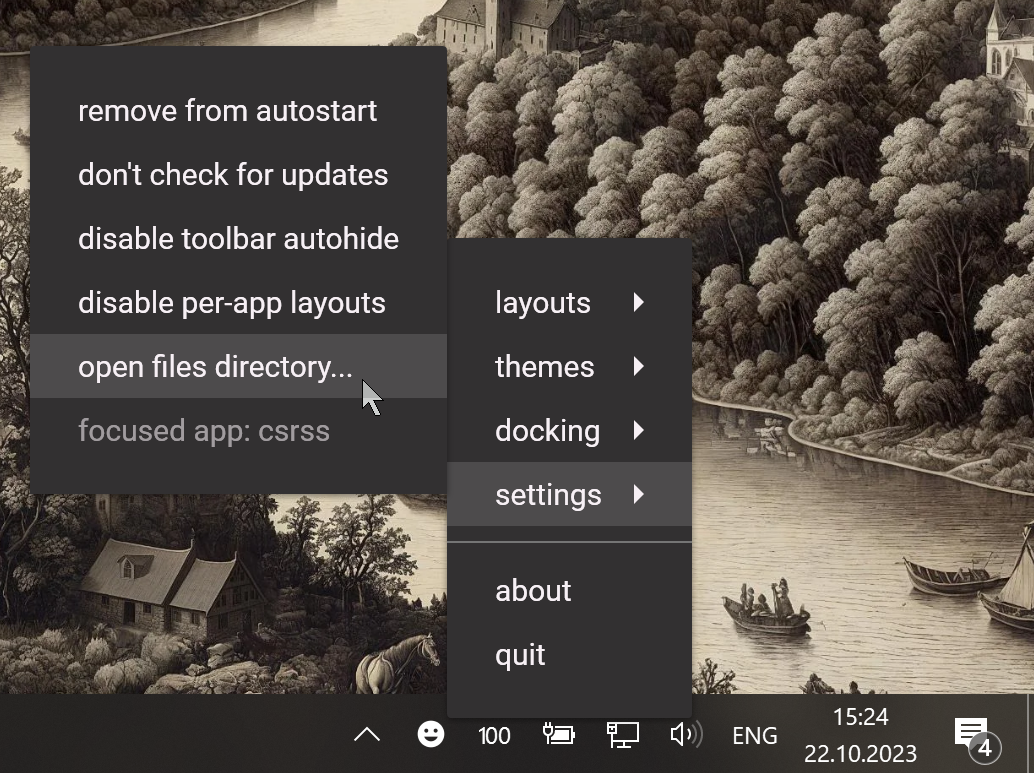 remove from autostart
don't check for updates
disable toolbar autohide
disable per-app layouts
open files directory...
focused app: csrss
layouts
themes
docking
settings
about
quit
100
ENG
15:24
22.10.2023
4